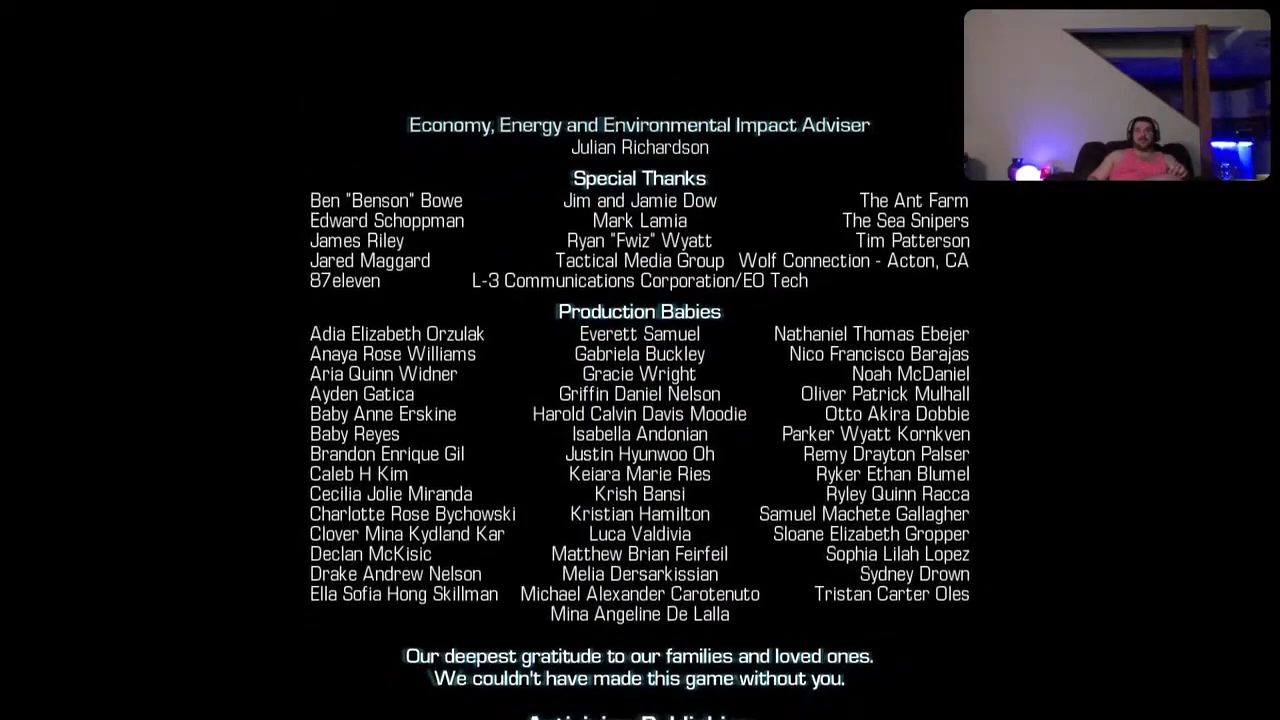 Economy, Energy and Environmental Impact Adviser
Julian Richardson
Special Thanks
Ben "Benson" Bowe Jim and Jamie Dow The Ant Farm
Edward Schoppman Mark Lamia The Sea Snipers
James Riley Ryan "Fwiz" Wyatt Tim Patterson
Jared Maggard Tactical Media Group Wolf Connection - Acton, CA
87eleven L-3 Communications Corporation/EO Tech
Production Babies
Adia Elizabeth Orzulak Everett Samuel Nathaniel Thomas Ebejer
Anaya Rose Williams Gabriela Buckley Nico Francisco Barajas
Aria Quinn Widner Gracie Wright Noah McDaniel
Ayden Gatica Griffin Daniel Nelson Oliver Patrick Mulhall
Baby Anne Erskine Harold Calvin Davis Moodie Otto Akira Dobbie
Baby Reyes Isabella Andonian Parker Wyatt Kornkven
Brandon Enrique Gil Justin Hyunwoo Oh Remy Drayton Palser
Caleb H Kim Keiara Marie Ries Ryker Ethan Blumel
Cecilia Jolie Miranda Krish Bansi Ryley Quinn Racca
Charlotte Rose Bychowski Kristian Hamilton Samuel Machete Gallagher
Clover Mina Kydland Kar Luca Valdivia Sloane Elizabeth Gropper
Declan McKisic Matthew Brian Feirfeil Sophia Lilah Lopez
Drake Andrew Nelson Melia Dersarkissian Sydney Drown
Ella Sofia Hong Skillman Michael Alexander Carotenuto Tristan Carter Oles
Mina Angeline De Lalla
Our deepest gratitude to our families and loved ones.
We couldn't have made this game without you.